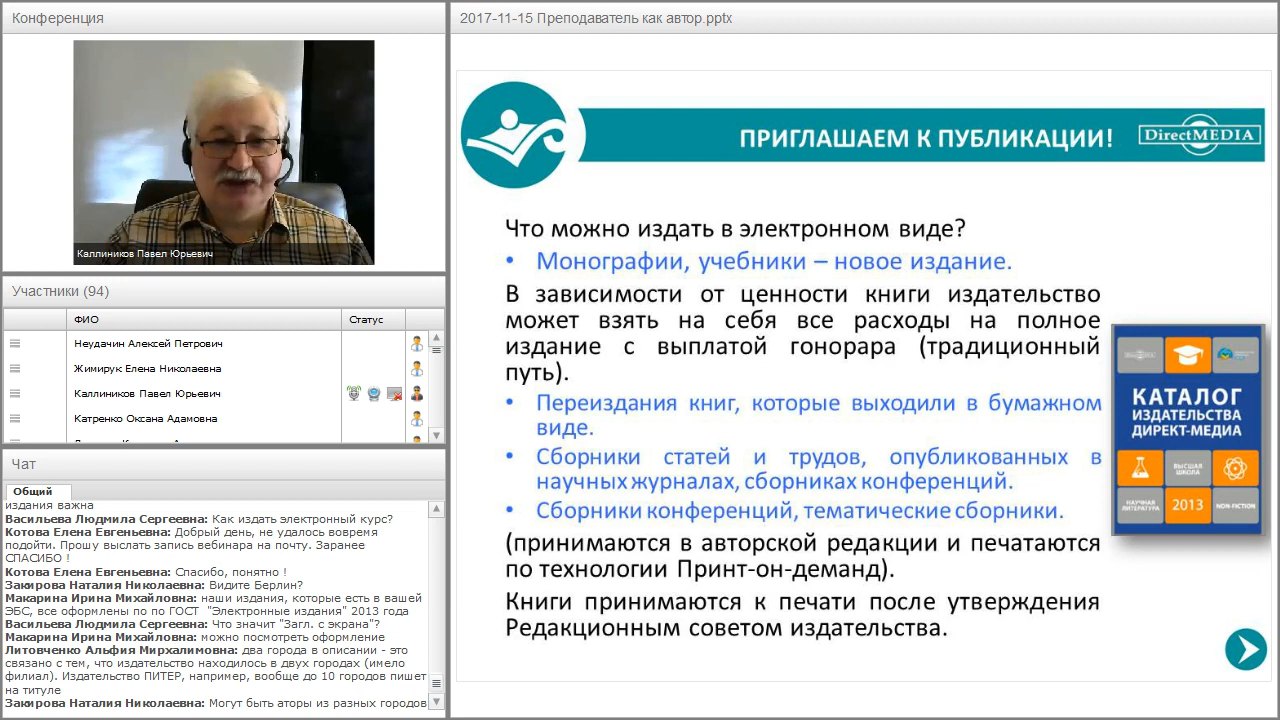 Конференция
Каллиников Павел Юрьевич
Участники (94)
ФИО
Статус
Неудачин Алексей Петрович
Жимирук Елена Николаевна
Каллиников Павел Юрьевич
Катренко Оксана Адамовна
Чат
Общий
издания важна
Васильева Людмила Сергеевна: Как издать электронный курс?
Котова Елена Евгеньевна: Добрый день, не удалось вовремя
подойти. Прошу выслать запись вебинара на почту. Заранее
СПАСИБО !
Котова Елена Евгеньевна: Спасибо, понятно !
Закирова Наталия Николаевна: Видите Берлин?
Макарина Ирина Михайловна: наши издания, которые есть в вашей
ЭБС, все оформлены по по ГОСТ "Электронные издания" 2013 года
Васильева Людмила Сергеевна: Что значит "Загл. с экрана"?
Макарина Ирина Михайловна: можно посмотреть оформление
Литовченко Альфия Мирхалимовна: два города в описании - это
связано с тем, что издательство находилось в двух городах (имело
филиал). Издательство ПИТЕР, например, вообще до 10 городов пишет
на титуле
Закирова Наталия Николаевна: Могут быть аторы из разных городов
2017-11-15 Преподаватель как автор.pptx
ПРИГЛАШАЕМ К ПУБЛИКАЦИИ!
DirectMEDIA
Что можно издать в электронном виде?
• Монографии, учебники – новое издание.
В зависимости от ценности книги издательство
может взять на себя все расходы на полное
издание с выплатой гонорара (традиционный
путь).
• Переиздания книг, которые выходили в бумажном
виде.
• Сборники статей и трудов, опубликованных в
научных журналах, сборниках конференций.
• Сборники конференций, тематические сборники.
(принимаются в авторской редакции и печатаются
по технологии Принт-он-деманд).
Книги принимаются к печати после утверждения
Редакционным советом издательства.
КАТАЛОГ
ИЗДАТЕЛЬСТВА
ДИРЕКТ-МЕДИА
ВЫСШАЯ
ШКОЛА
НАУЧНАЯ
ЛИТЕРАТУРА
2013
NON-FICTION